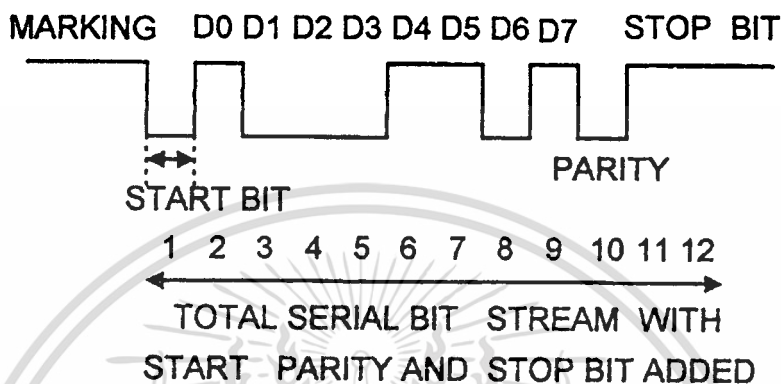 MARKING D0 D1 D2 D3 D4 D5 D6 D7 STOP BIT
PARITY
START BIT
1 2 3 4 5 6 7 8 9 10 11 12
TOTAL SERIAL BIT STREAM WITH
START PARITY AND STOP BIT ADDED